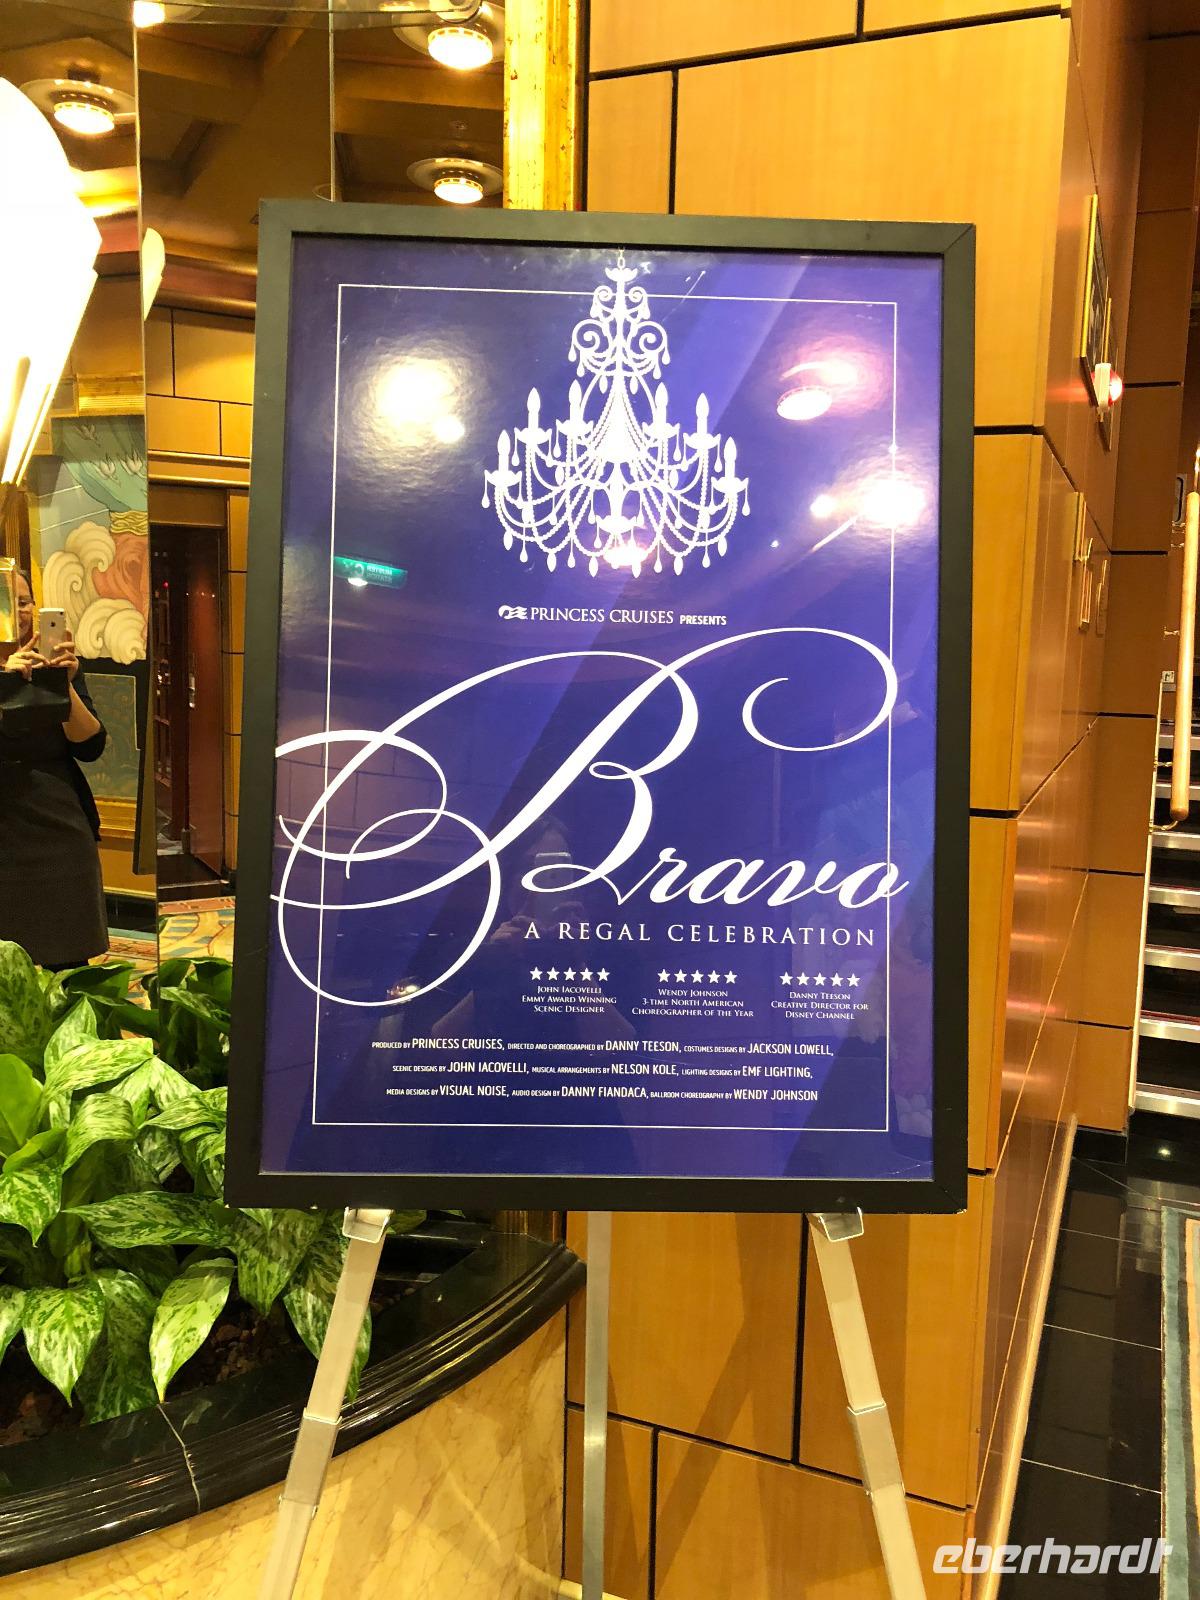 PRINCESS CRUISES PRESENTS
Bravo
A REGAL CELEBRATION
★★★★★ ★★★★★ ★★★★★
JOHN IACOVELLI
EMMY AWARD WINNING
SCENIC DESIGNER
WENDY JOHNSON
3-TIME NORTH AMERICAN
CHOREOGRAPHER OF THE YEAR
DANNY TEESON
CREATIVE DIRECTOR FOR
DISNEY CHANNEL
PRODUCED BY PRINCESS CRUISES, DIRECTED AND CHOREOGRAPHED BY DANNY TEESON, COSTUMES DESIGNS BY JACKSON LOWELL,
SCENIC DESIGNS BY JOHN IACOVELLI, MUSICAL ARRANGEMENTS BY NELSON KOLE, LIGHTING DESIGNS BY EMF LIGHTING,
MEDIA DESIGNS BY VISUAL NOISE, AUDIO DESIGN BY DANNY FIANDACA, BALLROOM CHOREOGRAPHY BY WENDY JOHNSON
eberhardt